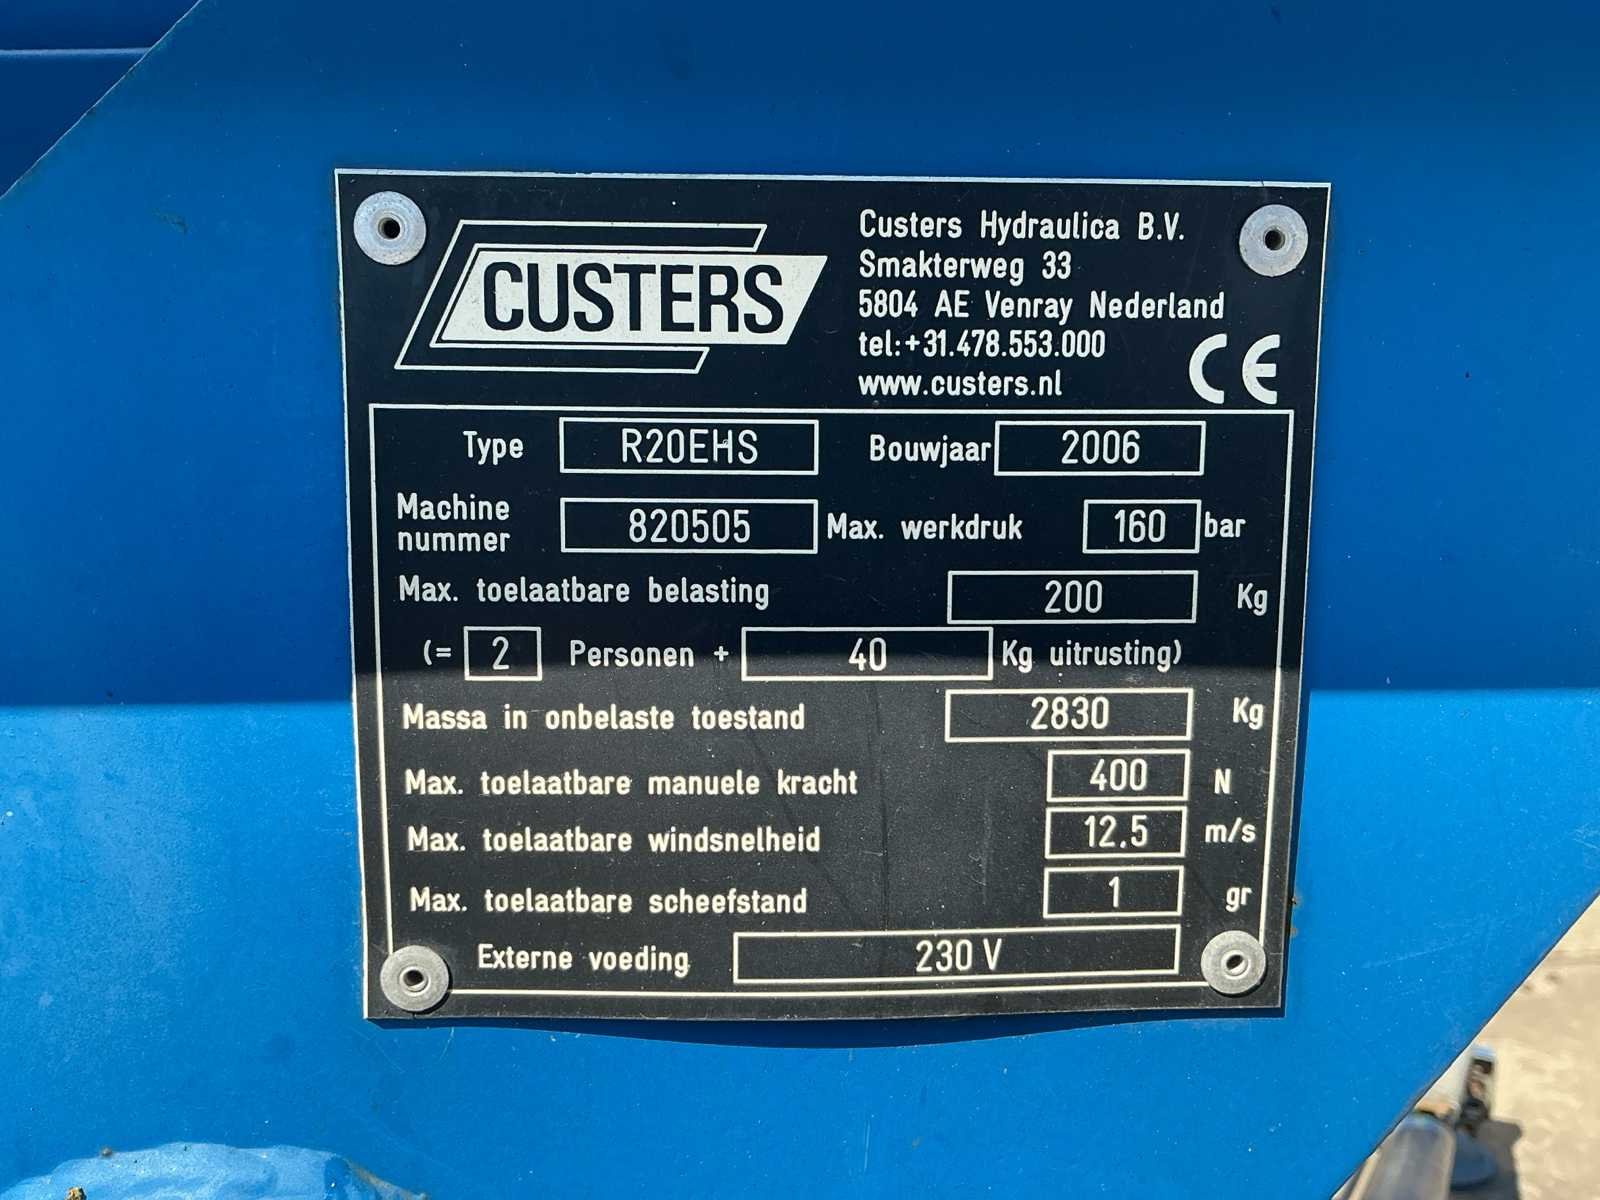 CUSTERS
Custers Hydraulica B.V.
Smakterweg 33
5804 AE Venray Nederland
tel:+31.478.553.000
www.custers.nl
CE
Type R20EHS Bouwjaar 2006
Machine nummer 820505 Max. werkdruk 160 bar
Max. toelaatbare belasting 200 Kg
(= 2 Personen + 40 Kg uitrusting)
Massa in onbelaste toestand 2830 Kg
Max. toelaatbare manuele kracht 400 N
Max. toelaatbare windsnelheid 12.5 m/s
Max. toelaatbare scheefstand 1 gr
Externe voeding 230 V